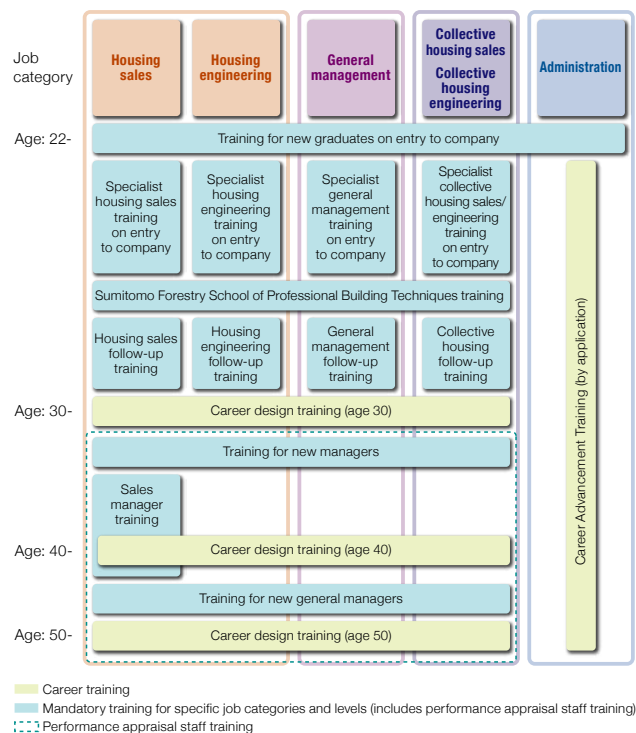 Job
category
Housing
sales
Housing
engineering
General
management
Collective
housing sales
Collective
housing
engineering
Administration
Age: 22-
Training for new graduates on entry to company
Specialist
housing sales
training
on entry
to company
Specialist
housing
engineering
training
on entry
to company
Specialist
general
management
training
on entry
to company
Specialist
collective
housing sales/
engineering
training
on entry
to company
Sumitomo Forestry School of Professional Building Techniques training
Housing sales
follow-up
training
Housing
engineering
follow-up
training
General
management
follow-up
training
Collective
housing
follow-up
training
Career Advancement Training (by application)
Age: 30-
Career design training (age 30)
Training for new managers
Sales
manager
training
Age: 40-
Career design training (age 40)
Training for new general managers
Age: 50-
Career design training (age 50)
Career training
Mandatory training for specific job categories and levels (includes performance appraisal staff training)
Performance appraisal staff training